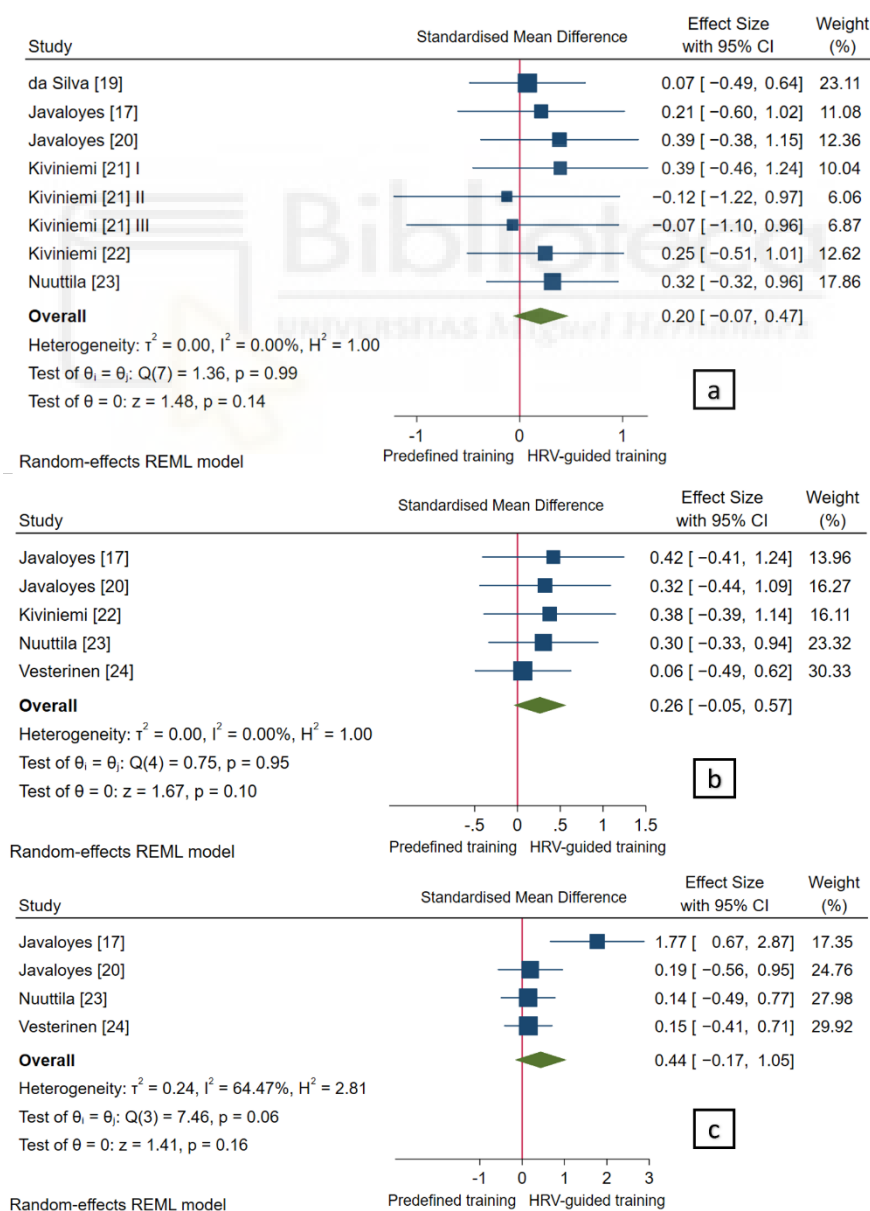 Study Standardised Mean Difference Effect Size with 95% CI Weight (%)
da Silva [19] 0.07 [ −0.49, 0.64] 23.11
Javaloyes [17] 0.21 [ −0.60, 1.02] 11.08
Javaloyes [20] 0.39 [ −0.38, 1.15] 12.36
Kiviniemi [21] I 0.39 [ −0.46, 1.24] 10.04
Kiviniemi [21] II −0.12 [ −1.22, 0.97] 6.06
Kiviniemi [21] III −0.07 [ −1.10, 0.96] 6.87
Kiviniemi [22] 0.25 [ −0.51, 1.01] 12.62
Nuuttila [23] 0.32 [ −0.32, 0.96] 17.86
Overall 0.20 [ −0.07, 0.47]
Biblioteca
UNIVERSITAS Miguel Hernández
Heterogeneity: τ² = 0.00, I² = 0.00%, H² = 1.00
Test of θᵢ = θⱼ: Q(7) = 1.36, p = 0.99
Test of θ = 0: z = 1.48, p = 0.14
a
-1 0 1
Predefined training HRV-guided training
Random-effects REML model
Study Standardised Mean Difference Effect Size with 95% CI Weight (%)
Javaloyes [17] 0.42 [ −0.41, 1.24] 13.96
Javaloyes [20] 0.32 [ −0.44, 1.09] 16.27
Kiviniemi [22] 0.38 [ −0.39, 1.14] 16.11
Nuuttila [23] 0.30 [ −0.33, 0.94] 23.32
Vesterinen [24] 0.06 [ −0.49, 0.62] 30.33
Overall 0.26 [ −0.05, 0.57]
Heterogeneity: τ² = 0.00, I² = 0.00%, H² = 1.00
Test of θᵢ = θⱼ: Q(4) = 0.75, p = 0.95
Test of θ = 0: z = 1.67, p = 0.10
b
-.5 0 .5 1 1.5
Predefined training HRV-guided training
Random-effects REML model
Study Standardised Mean Difference Effect Size with 95% CI Weight (%)
Javaloyes [17] 1.77 [ 0.67, 2.87] 17.35
Javaloyes [20] 0.19 [ −0.56, 0.95] 24.76
Nuuttila [23] 0.14 [ −0.49, 0.77] 27.98
Vesterinen [24] 0.15 [ −0.41, 0.71] 29.92
Overall 0.44 [ −0.17, 1.05]
Heterogeneity: τ² = 0.24, I² = 64.47%, H² = 2.81
Test of θᵢ = θⱼ: Q(3) = 7.46, p = 0.06
Test of θ = 0: z = 1.41, p = 0.16
c
-1 0 1 2 3
Predefined training HRV-guided training
Random-effects REML model